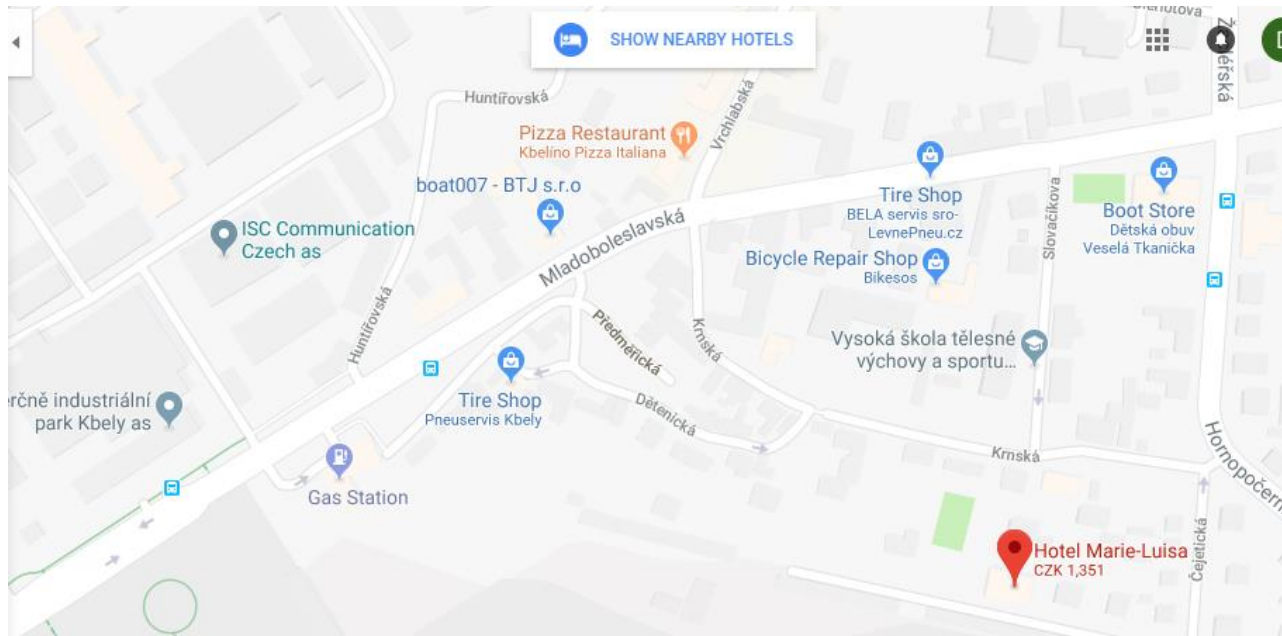 SHOW NEARBY HOTELS
D
Huntířovská
Vrchlabská
Pizza Restaurant
Kbelíno Pizza Italiana
boat007 - BTJ s.r.o
ISC Communication
Czech as
Mladoboleslavská
Tire Shop
BELA servis sro-
LevnePneu.cz
Bicycle Repair Shop
Bikesos
Slovačíkova
Boot Store
Dětská obuv
Veselá Tkanička
Huntířovská
Předměřická
Krnská
Vysoká škola tělesné
výchovy a sportu...
erčně industriální
park Kbely as
Tire Shop
Pneuservis Kbely
Dětenická
Krnská
Gas Station
Hornopočern
Čejetická
Hotel Marie-Luisa
CZK 1,351